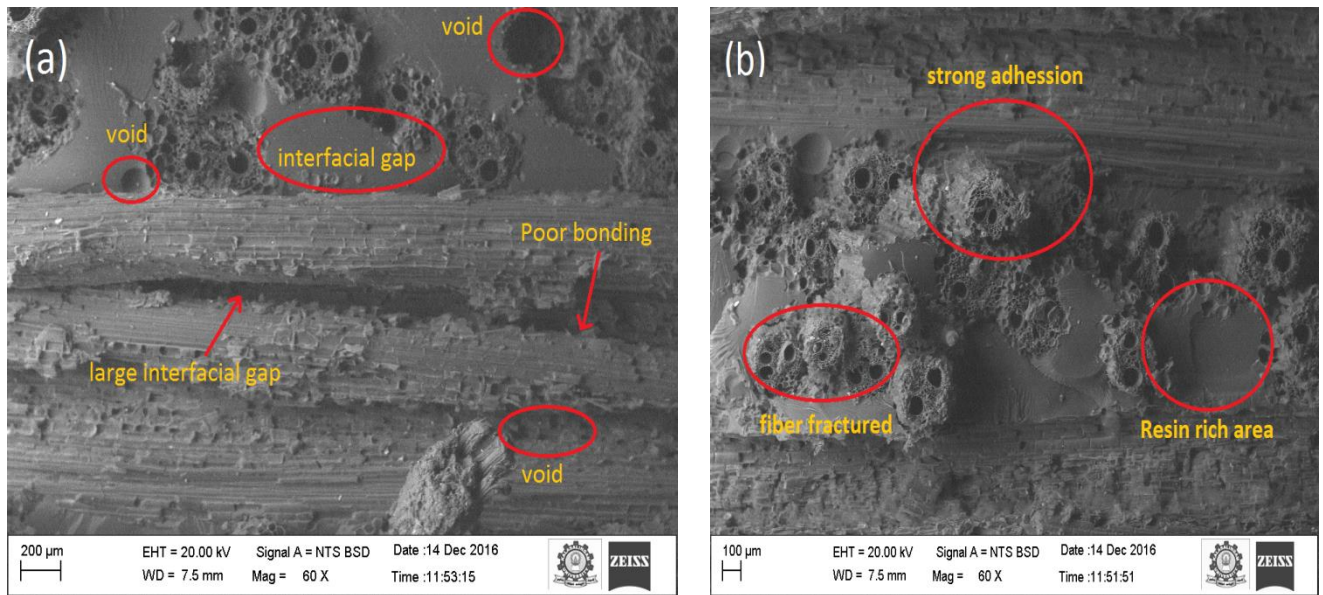 (a)
void
void
interfacial gap
Poor bonding
large Interfacial gap
void
200 µm
EHT = 20.00 kV
Signal A = NTS BSD
Date :14 Dec 2016
WD = 7.5 mm
Mag = 60 X
Time :11:53:15
ZEISS
(b)
strong adhession
fiber fractured
Resin rich area
100 µm
EHT = 20.00 kV
Signal A = NTS BSD
Date :14 Dec 2016
WD = 7.5 mm
Mag = 60 X
Time :11:51:51
ZEISS